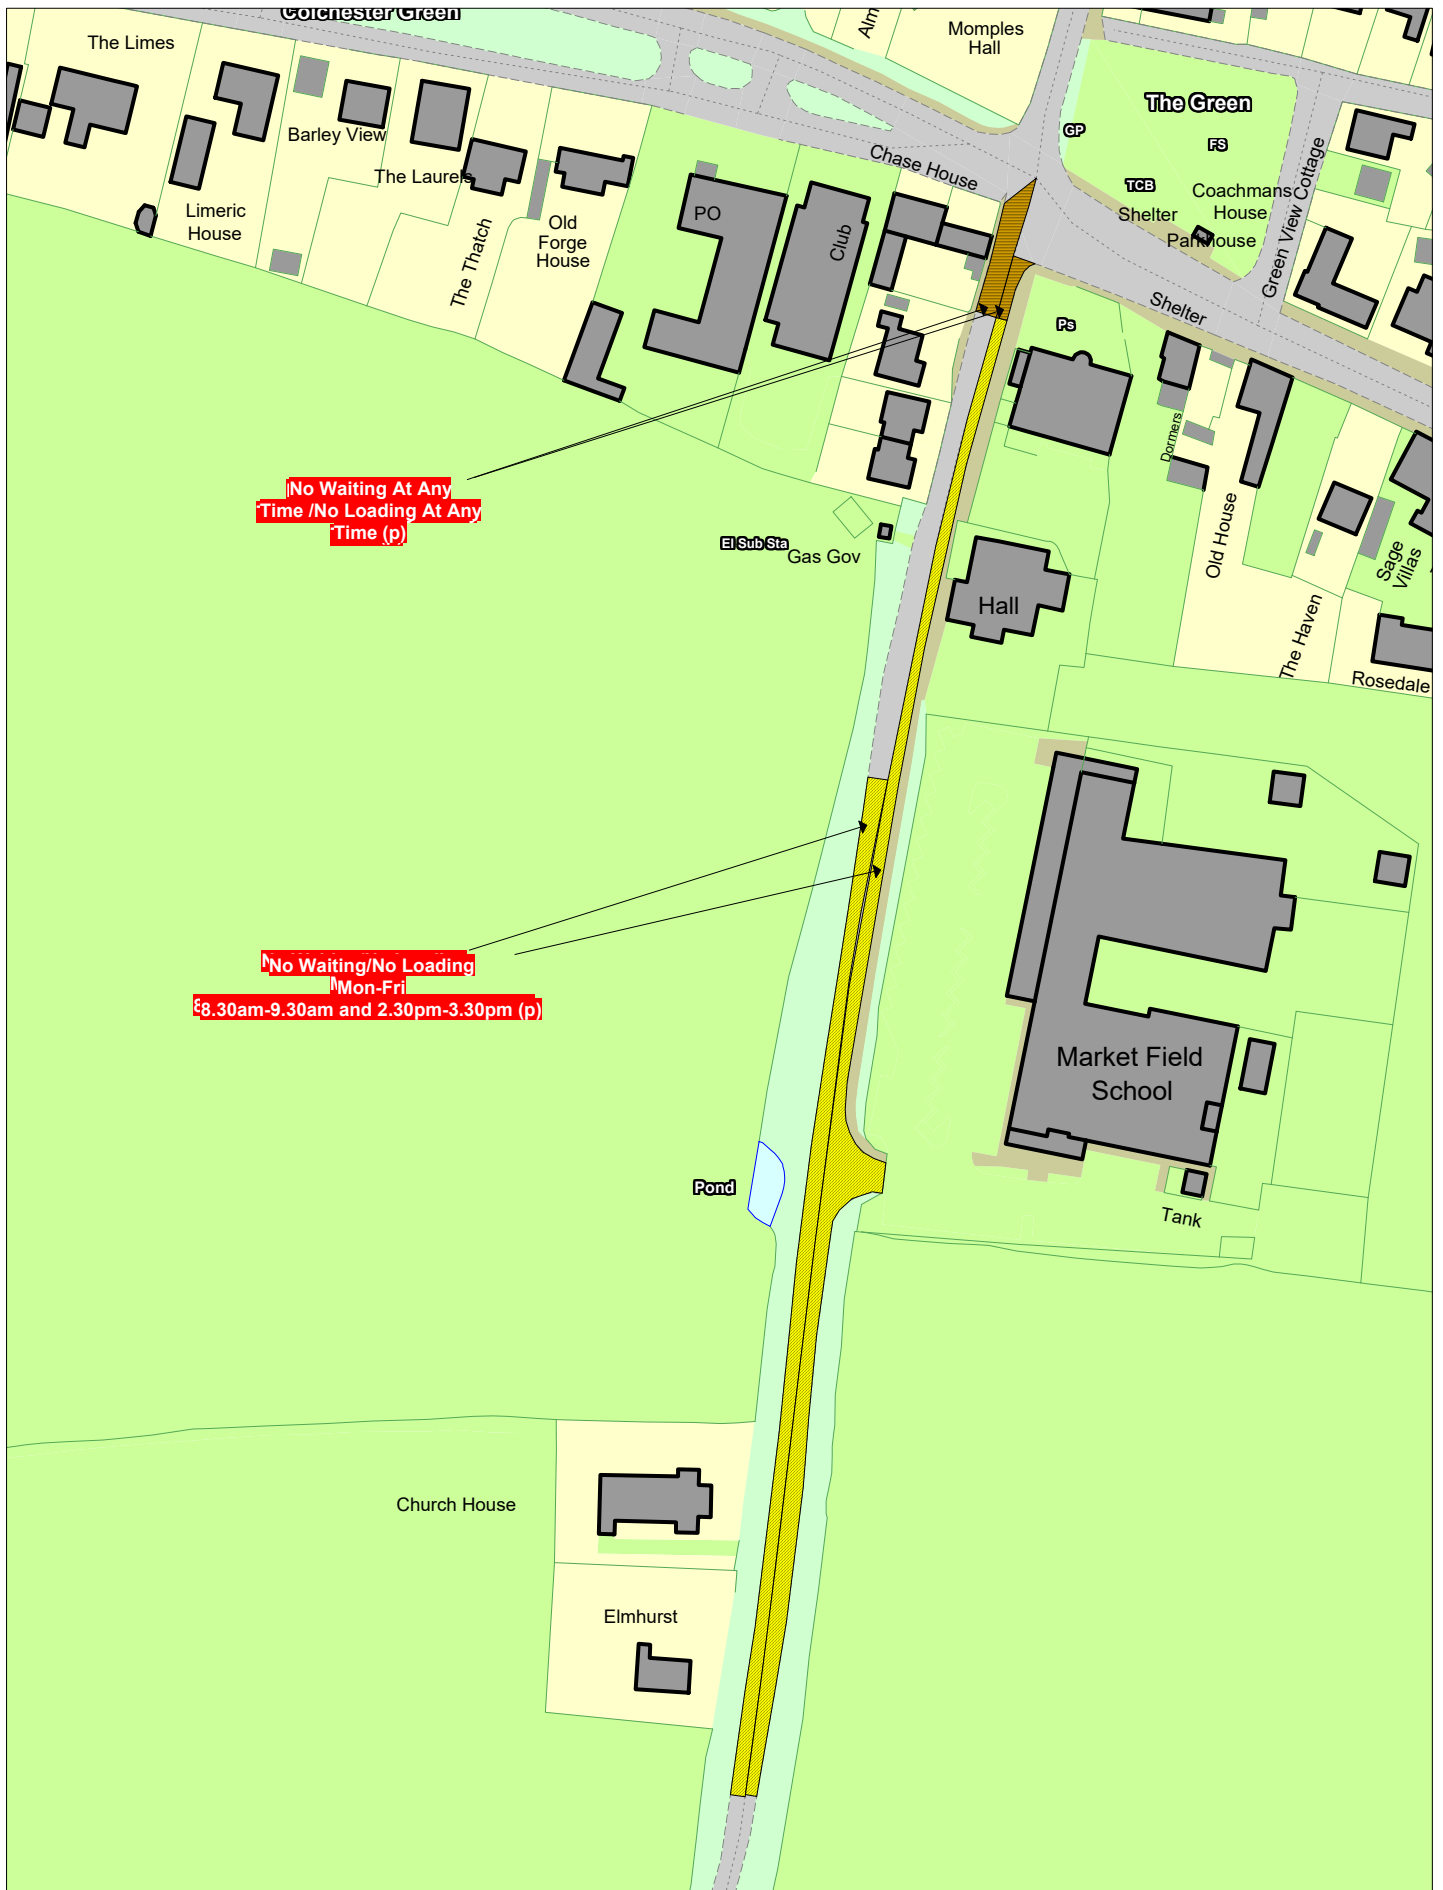 Colchester Green
The Limes
Alm
Momples
Hall
The Green
GP
FS
Barley View
Chase House
Green View Cottage
The Laurels
TCB
Coachmans
House
Shelter
Parkhouse
Limeric
House
PO
Club
Old
Forge
House
The Thatch
Shelter
Ps
Dormers
No Waiting At Any
Time /No Loading At Any
Time (p)
El Sub Sta
Gas Gov
Old House
Sage
Villas
Hall
The Haven
Rosedale
No Waiting/No Loading
Mon-Fri
8.30am-9.30am and 2.30pm-3.30pm (p)
Market Field
School
Pond
Tank
Church House
Elmhurst